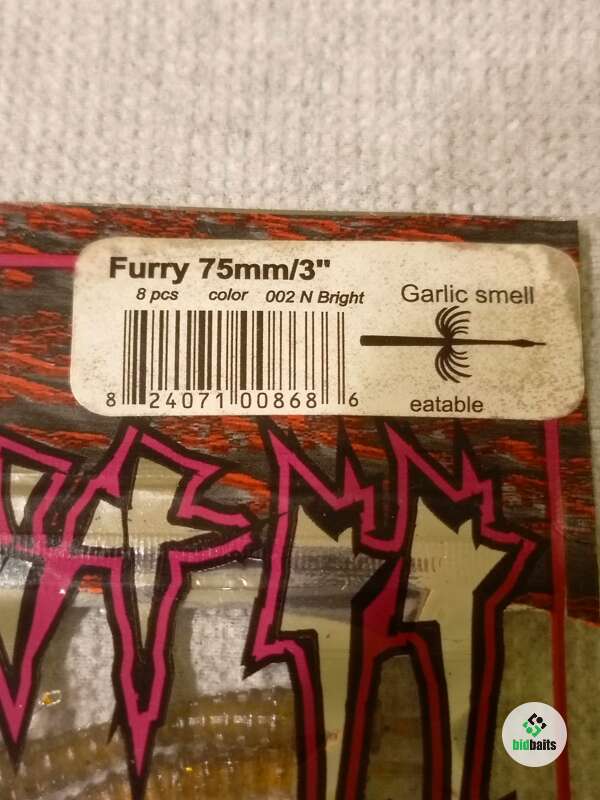 Furry 75mm/3"
8 pcs color 002 N Bright
Garlic smell
8 24071 00868 6
eatable
bidbaits